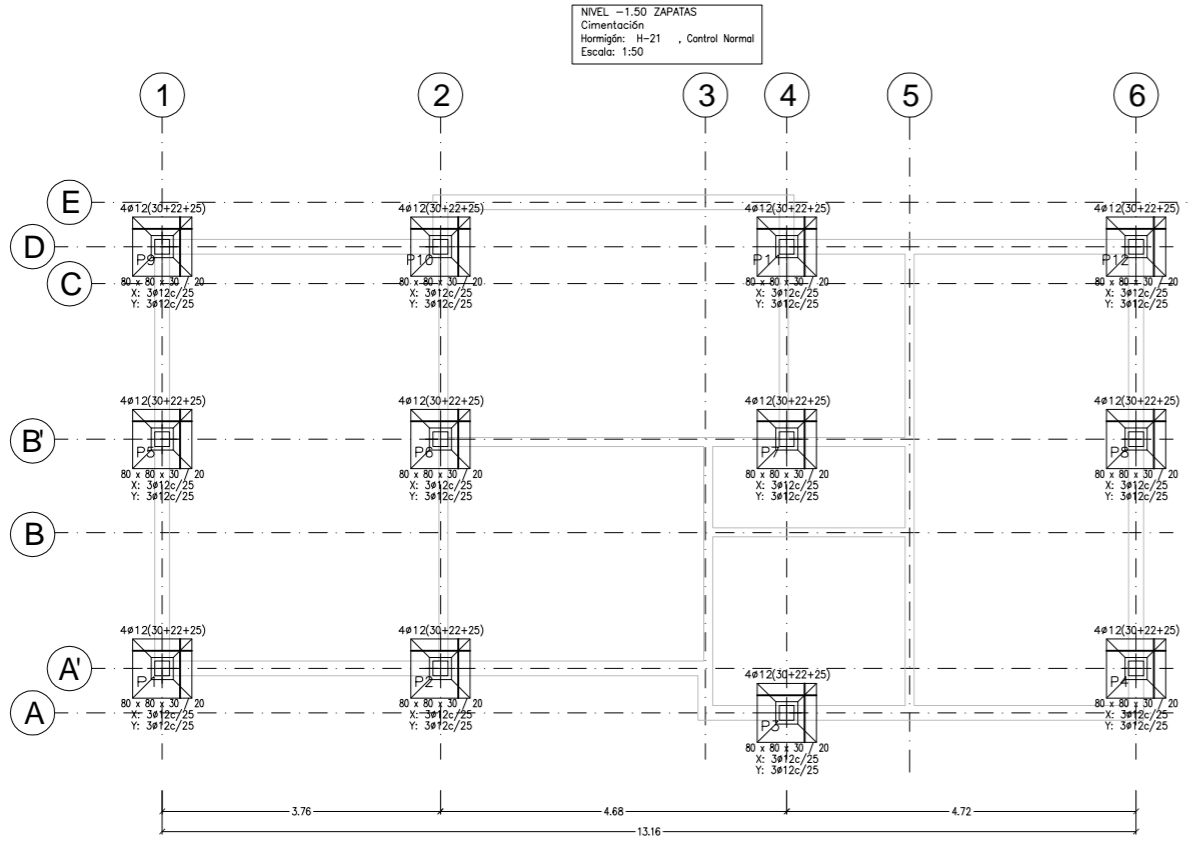 NIVEL -1.50 ZAPATAS
Cimentación
Hormigón: H-21 , Control Normal
Escala: 1:50
1
2
3
4
5
6
E
4ø12(30+22+25)
4ø12(30+22+25)
4ø12(30+22+25)
4ø12(30+22+25)
D
P9
P10
P11
P12
C
80 x 80 x 30 / 20
X: 3ø12c/25
Y: 3ø12c/25
80 x 80 x 30 / 20
X: 3ø12c/25
Y: 3ø12c/25
80 x 80 x 30 / 20
X: 3ø12c/25
Y: 3ø12c/25
80 x 80 x 30 / 20
X: 3ø12c/25
Y: 3ø12c/25
4ø12(30+22+25)
4ø12(30+22+25)
4ø12(30+22+25)
4ø12(30+22+25)
B'
P5
P6
P7
P8
80 x 80 x 30 / 20
X: 3ø12c/25
Y: 3ø12c/25
80 x 80 x 30 / 20
X: 3ø12c/25
Y: 3ø12c/25
80 x 80 x 30 / 20
X: 3ø12c/25
Y: 3ø12c/25
80 x 80 x 30 / 20
X: 3ø12c/25
Y: 3ø12c/25
B
4ø12(30+22+25)
4ø12(30+22+25)
4ø12(30+22+25)
A'
P1
P2
P4
4ø12(30+22+25)
A
80 x 80 x 30 / 20
X: 3ø12c/25
Y: 3ø12c/25
80 x 80 x 30 / 20
X: 3ø12c/25
Y: 3ø12c/25
80 x 80 x 30 / 20
X: 3ø12c/25
Y: 3ø12c/25
P3
80 x 80 x 30 / 20
X: 3ø12c/25
Y: 3ø12c/25
3.76
4.68
4.72
13.16